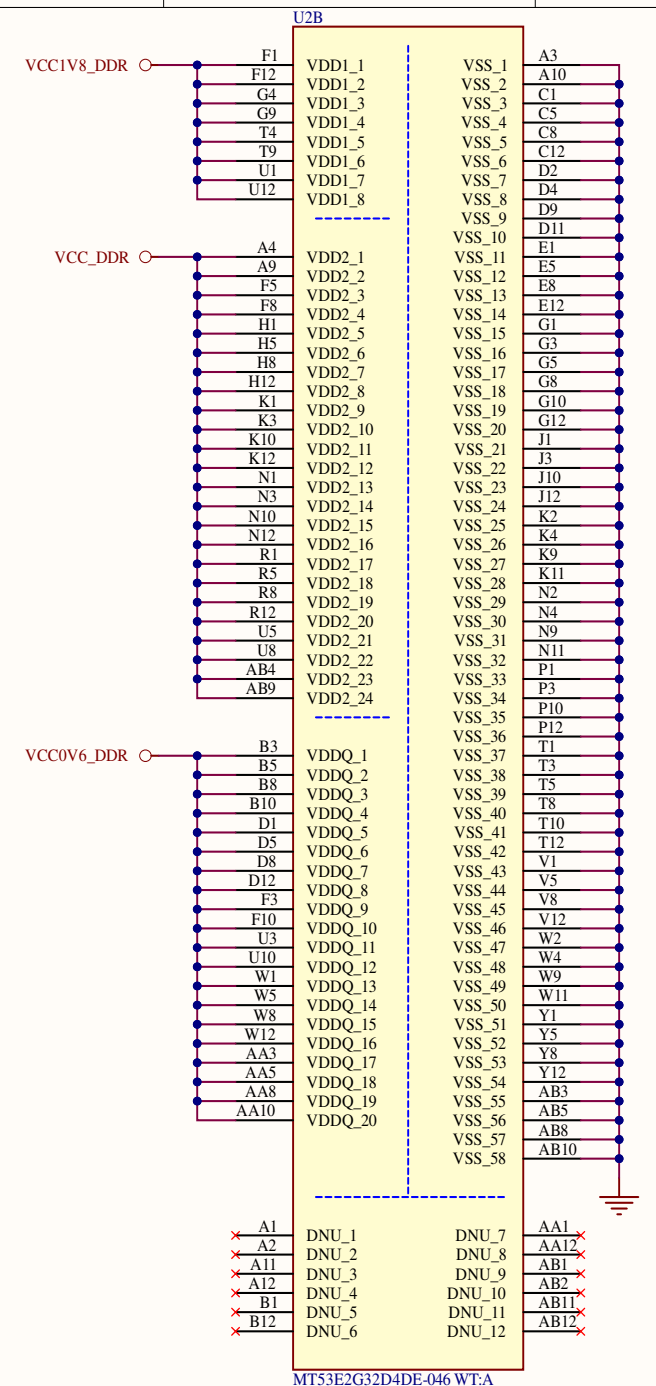 U2B
VCC1V8_DDR
F1 VDD1_1 VSS_1 A3
F12 VDD1_2 VSS_2 A10
G4 VDD1_3 VSS_3 C1
G9 VDD1_4 VSS_4 C5
T4 VDD1_5 VSS_5 C8
T9 VDD1_6 VSS_6 C12
U1 VDD1_7 VSS_7 D2
U12 VDD1_8 VSS_8 D4
VSS_9 D9
VSS_10 D11
VCC_DDR
A4 VDD2_1 VSS_11 E1
A9 VDD2_2 VSS_12 E5
F5 VDD2_3 VSS_13 E8
F8 VDD2_4 VSS_14 E12
H1 VDD2_5 VSS_15 G1
H5 VDD2_6 VSS_16 G3
H8 VDD2_7 VSS_17 G5
H12 VDD2_8 VSS_18 G8
K1 VDD2_9 VSS_19 G10
K3 VDD2_10 VSS_20 G12
K10 VDD2_11 VSS_21 J1
K12 VDD2_12 VSS_22 J3
N1 VDD2_13 VSS_23 J10
N3 VDD2_14 VSS_24 J12
N10 VDD2_15 VSS_25 K2
N12 VDD2_16 VSS_26 K4
R1 VDD2_17 VSS_27 K9
R5 VDD2_18 VSS_28 K11
R8 VDD2_19 VSS_29 N2
R12 VDD2_20 VSS_30 N4
U5 VDD2_21 VSS_31 N9
U8 VDD2_22 VSS_32 N11
AB4 VDD2_23 VSS_33 P1
AB9 VDD2_24 VSS_34 P3
VSS_35 P10
VSS_36 P12
VCC0V6_DDR
B3 VDDQ_1 VSS_37 T1
B5 VDDQ_2 VSS_38 T3
B8 VDDQ_3 VSS_39 T5
B10 VDDQ_4 VSS_40 T8
D1 VDDQ_5 VSS_41 T10
D5 VDDQ_6 VSS_42 T12
D8 VDDQ_7 VSS_43 V1
D12 VDDQ_8 VSS_44 V5
F3 VDDQ_9 VSS_45 V8
F10 VDDQ_10 VSS_46 V12
U3 VDDQ_11 VSS_47 W2
U10 VDDQ_12 VSS_48 W4
W1 VDDQ_13 VSS_49 W9
W5 VDDQ_14 VSS_50 W11
W8 VDDQ_15 VSS_51 Y1
W12 VDDQ_16 VSS_52 Y5
AA3 VDDQ_17 VSS_53 Y8
AA5 VDDQ_18 VSS_54 Y12
AA8 VDDQ_19 VSS_55 AB3
AA10 VDDQ_20 VSS_56 AB5
VSS_57 AB8
VSS_58 AB10
A1 DNU_1 DNU_7 AA1
A2 DNU_2 DNU_8 AA12
A11 DNU_3 DNU_9 AB1
A12 DNU_4 DNU_10 AB2
B1 DNU_5 DNU_11 AB11
B12 DNU_6 DNU_12 AB12
MT53E2G32D4DE-046 WT:A